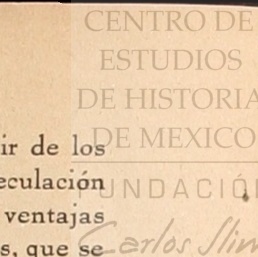 CENTRO DE
ESTUDIOS
DE HISTORIA
DE MEXICO
FUNDACIÓN
Carlos Slim
ir de los
eculación
ventajas
s, que se